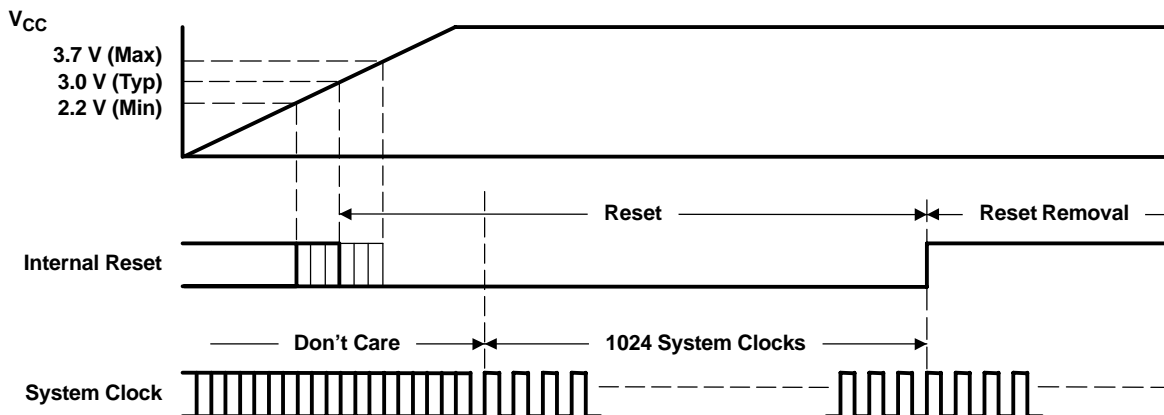 VCC
3.7 V (Max)
3.0 V (Typ)
2.2 V (Min)
Reset
Reset Removal
Internal Reset
Don't Care
1024 System Clocks
System Clock